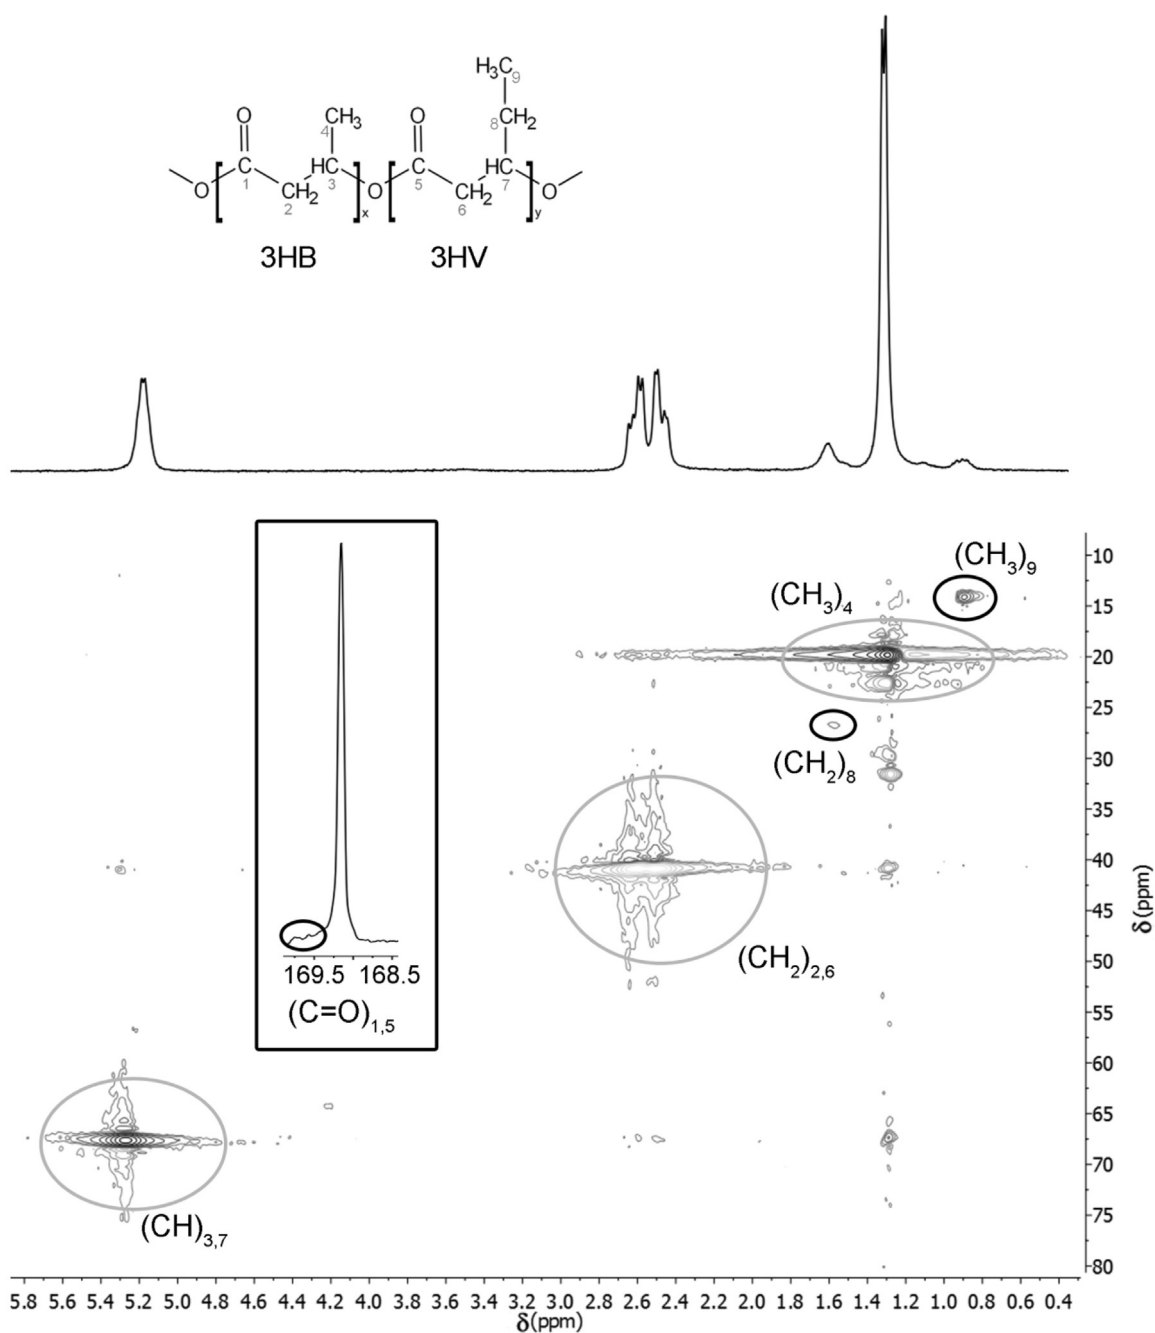 H₃C
9
O
4 CH₃
8 CH₂
O
HC
HC
O
1
CH₂
3
x
O
5
CH₂
7
y
O
2
6
3HB
3HV
(CH₃)₉
(CH₃)₄
(CH₂)₈
(CH₂)₂,₆
169.5 168.5
(C=O)₁,₅
(CH)₃,₇
10
15
20
25
30
35
40
45
50
55
60
65
70
75
80
δ(ppm)
5.8 5.6 5.4 5.2 5.0 4.8 4.6 4.4 4.2 4.0 3.8 3.6 3.4 3.2 3.0 2.8 2.6 2.4 2.2 2.0 1.8 1.6 1.4 1.2 1.0 0.8 0.6 0.4
δ(ppm)